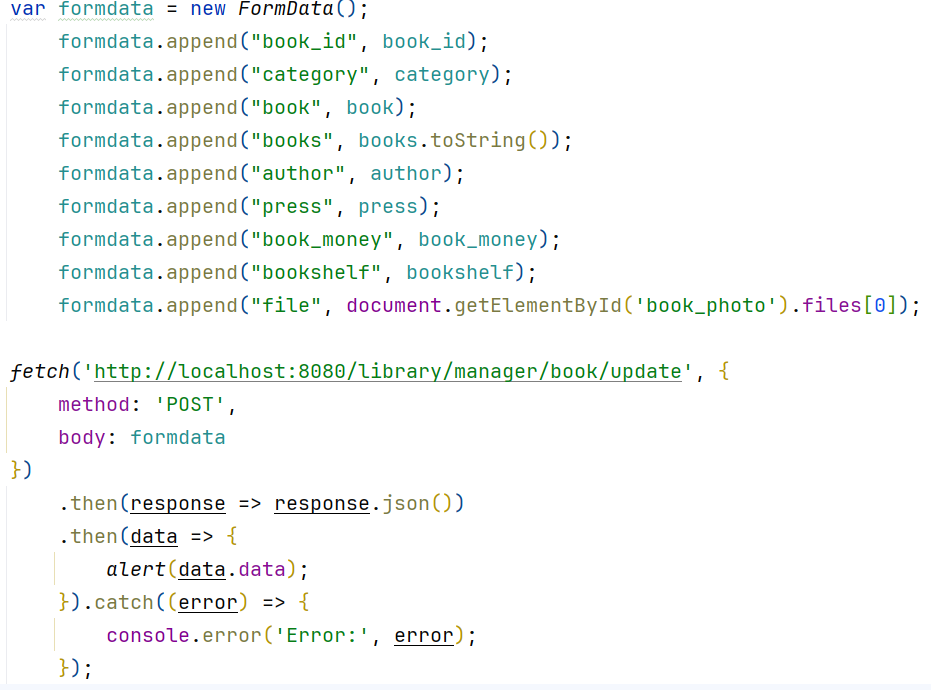 var formdata = new FormData();
formdata.append("book_id", book_id);
formdata.append("category", category);
formdata.append("book", book);
formdata.append("books", books.toString());
formdata.append("author", author);
formdata.append("press", press);
formdata.append("book_money", book_money);
formdata.append("bookshelf", bookshelf);
formdata.append("file", document.getElementById('book_photo').files[0]);
fetch('http://localhost:8080/library/manager/book/update', {
method: 'POST',
body: formdata
})
.then(response => response.json())
.then(data => {
alert(data.data);
}).catch((error) => {
console.error('Error:', error);
});